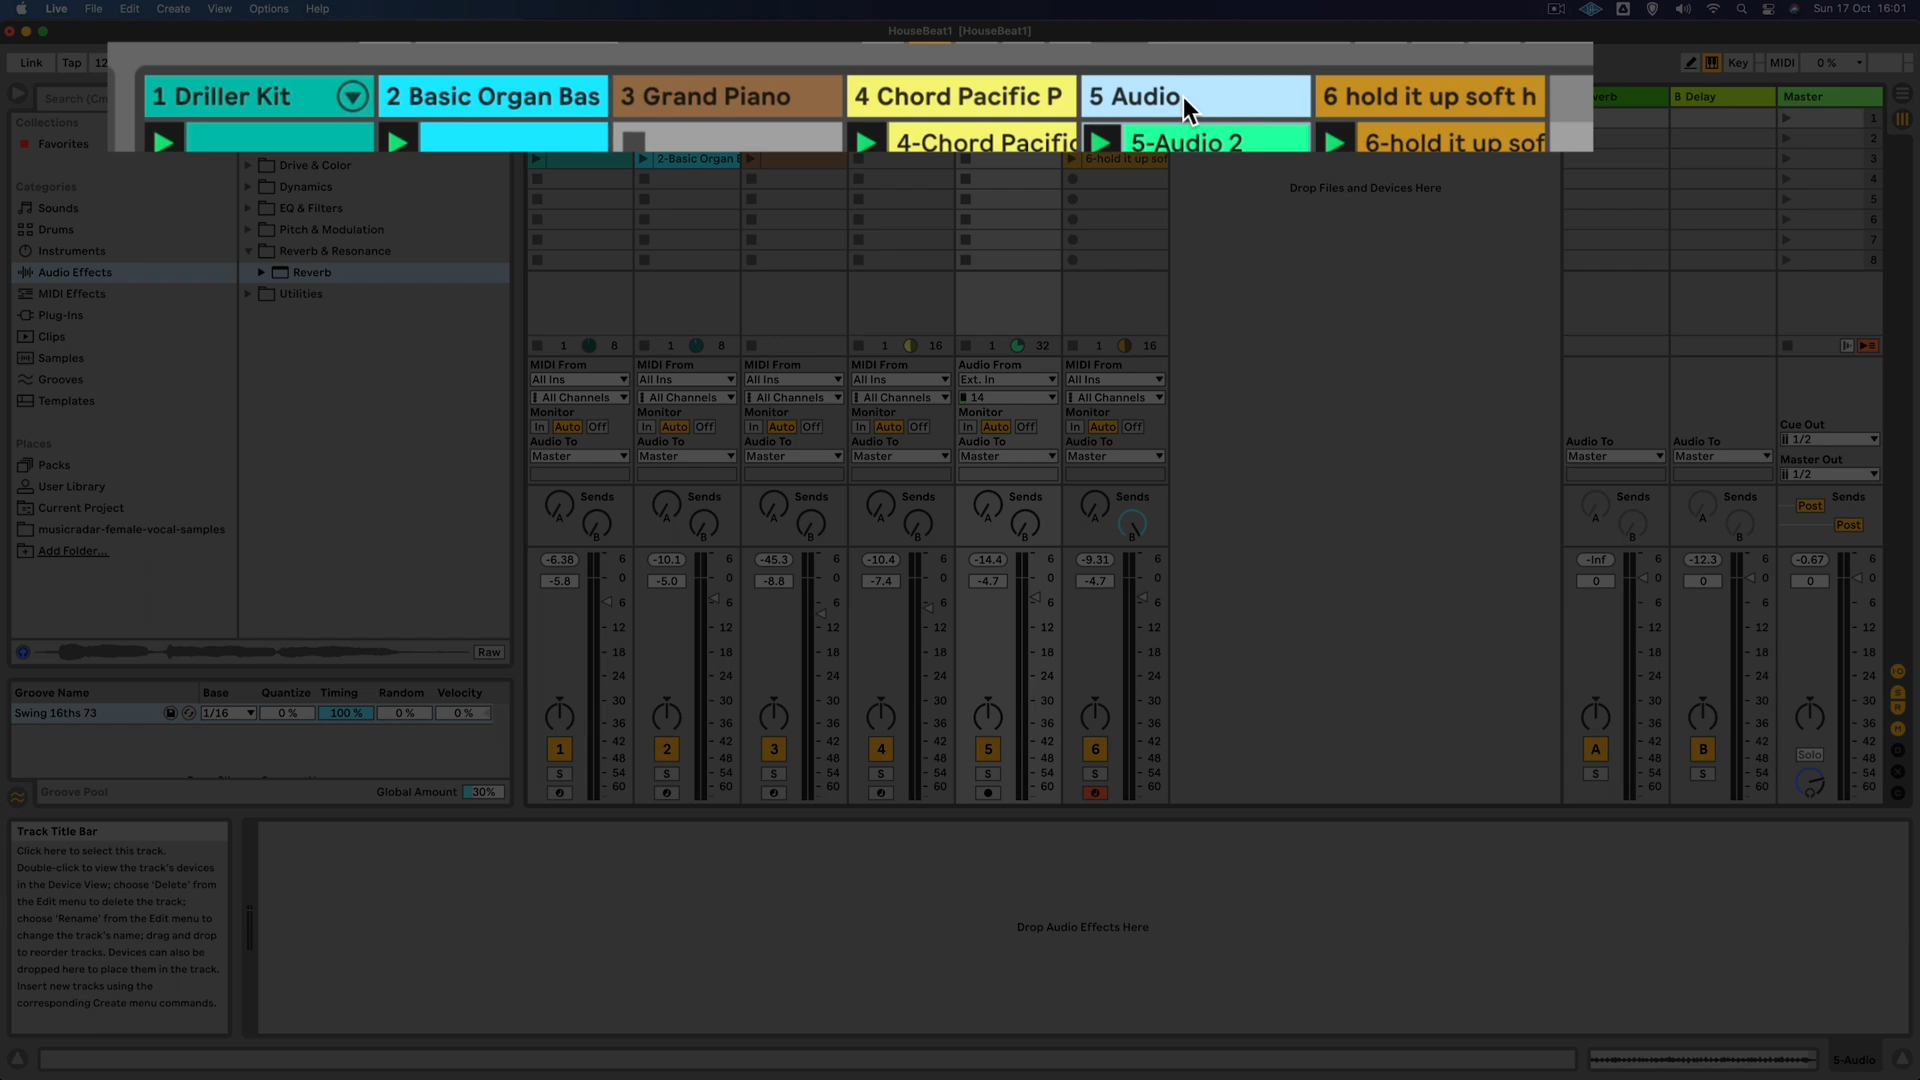 Live File Edit Create View Options Help
Sun 17 Oct 16:01
HouseBeat1 [HouseBeat1]
Link Tap 12
Key MIDI 0 %
1 Driller Kit 2 Basic Organ Bas 3 Grand Piano 4 Chord Pacific P 5 Audio 6 hold it up soft h
4-Chord Pacific 5-Audio 2 6-hold it up sof
Search (Cm
verb B Delay Master
Collections
Favorites
Categories
Sounds
Drums
Instruments
Audio Effects
MIDI Effects
Plug-Ins
Clips
Samples
Grooves
Templates
Places
Packs
User Library
Current Project
musicradar-female-vocal-samples
Add Folder...
Drive & Color
Dynamics
EQ & Filters
Pitch & Modulation
Reverb & Resonance
Reverb
Utilities
Raw
2-Basic Organ B 6-hold it up sof
Drop Files and Devices Here
1
2
3
4
5
6
7
8
1 8 1 8 1 16 1 32 1 16
MIDI From MIDI From MIDI From MIDI From Audio From MIDI From
All Ins All Ins All Ins All Ins Ext. In All Ins
All Channels All Channels All Channels All Channels 14 All Channels
Monitor Monitor Monitor Monitor Monitor Monitor
In Auto Off In Auto Off In Auto Off In Auto Off In Auto Off In Auto Off
Audio To Audio To Audio To Audio To Audio To Audio To Audio To Audio To
Master Master Master Master Master Master Master Master
Cue Out
1/2
Master Out
1/2
Sends Sends Sends Sends Sends Sends Sends Sends Sends
A A A A A A A A Post
B B B B B B B B Post
-6.38 -10.1 -45.3 -10.4 -14.4 -9.31 -Inf -12.3 -0.67
-5.8 -5.0 -8.8 -7.4 -4.7 -4.7 0 0 0
6 6 6 6 6 6 6 6 6
0 0 0 0 0 0 0 0 0
6 6 6 6 6 6 6 6 6
12 12 12 12 12 12 12 12 12
18 18 18 18 18 18 18 18 18
24 24 24 24 24 24 24 24 24
30 30 30 30 30 30 30 30 30
36 36 36 36 36 36 36 36 36
42 42 42 42 42 42 42 42 42
48 48 48 48 48 48 48 48 48
54 54 54 54 54 54 54 54 54
60 60 60 60 60 60 60 60 60
1 2 3 4 5 6 A B Solo
S S S S S S S S
Groove Name Base Quantize Timing Random Velocity
Swing 16ths 73 1/16 0 % 100 % 0 % 0 %
Groove Pool Global Amount 30%
Track Title Bar
Click here to select this track.
Double-click to view the track's devices
in the Device View; choose 'Delete' from
the Edit menu to delete the track;
choose 'Rename' from the Edit menu to
change the track's name; drag and drop
to reorder tracks. Devices can also be
dropped here to place them in the track.
Insert new tracks using the
corresponding Create menu commands.
Drop Audio Effects Here
5-Audio